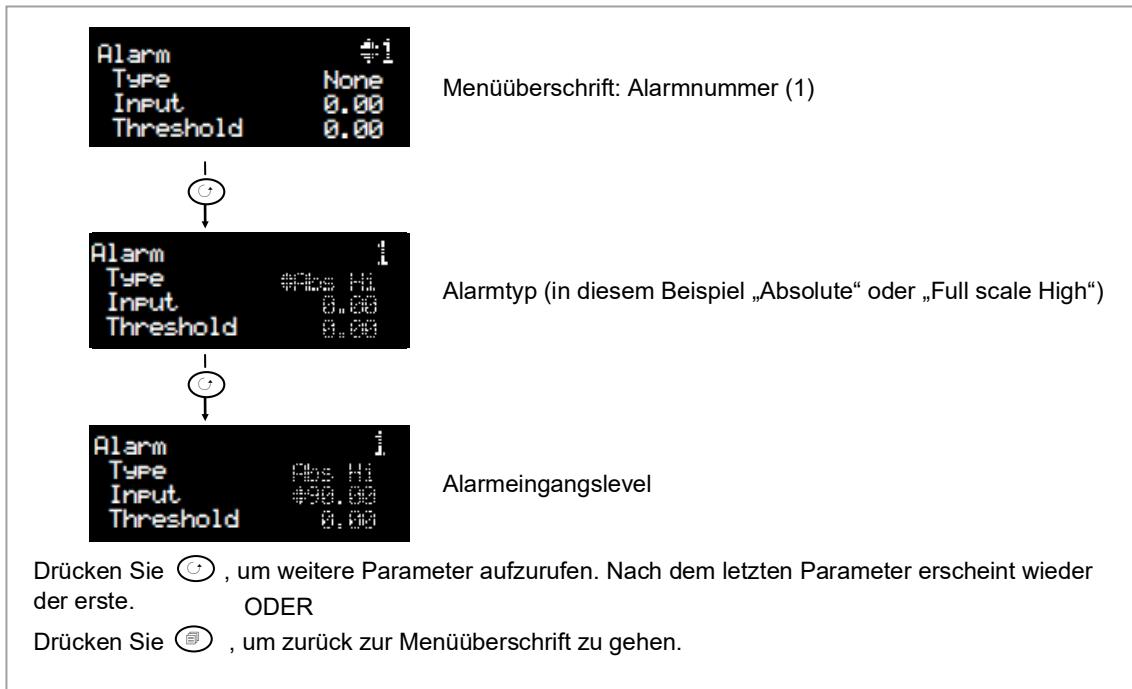 Alarm 1
Type None
Input 0.00
Threshold 0.00
Menüüberschrift: Alarmnummer (1)
Alarm 1
Type Abs Hi
Input 0.00
Threshold 0.00
Alarmtyp (in diesem Beispiel „Absolute“ oder „Full scale High“)
Alarm 1
Type Abs Hi
Input 90.00
Threshold 0.00
Alarmeingangslevel
Drücken Sie , um weitere Parameter aufzurufen. Nach dem letzten Parameter erscheint wieder
der erste. ODER
Drücken Sie , um zurück zur Menüüberschrift zu gehen.